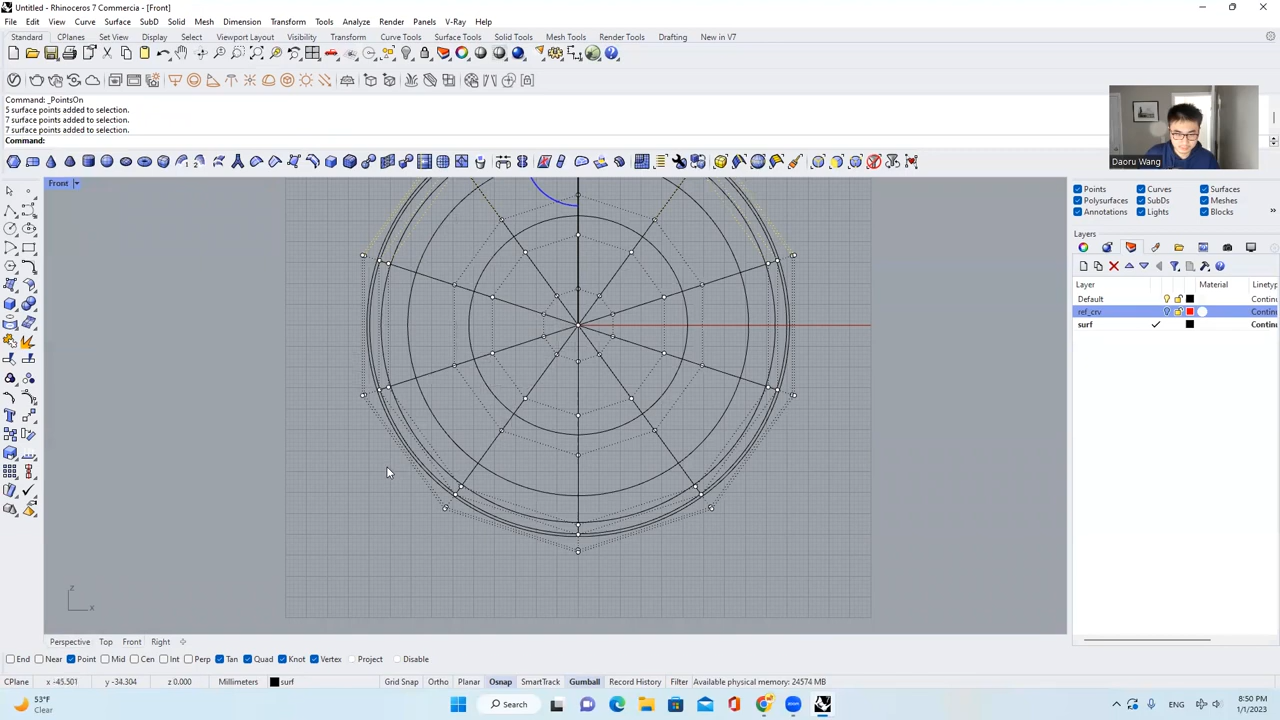 Untitled - Rhinoceros 7 Commercia - [Front]
File Edit View Curve Surface SubD Solid Mesh Dimension Transform Tools Analyze Render Panels V-Ray Help
Standard CPlanes Set View Display Select Viewport Layout Visibility Transform Curve Tools Surface Tools Solid Tools Mesh Tools Render Tools Drafting New in V7
Command: _PointsOn
5 surface points added to selection.
7 surface points added to selection.
7 surface points added to selection.
Command:
Daoru Wang
Front
Points Curves Surfaces
Polysurfaces SubDs Meshes
Annotations Lights Blocks
Layers
Layer Material Linetyp
Default Contin
ref_crv Contin
surf Contin
z
x
Perspective Top Front Right
End Near Point Mid Cen Int Perp Tan Quad Knot Vertex Project Disable
CPlane x -45.501 y -34.304 z 0.000 Millimeters surf Grid Snap Ortho Planar Osnap SmartTrack Gumball Record History Filter Available physical memory: 24574 MB
53°F
Clear
Search
ENG
8:50 PM
1/1/2023